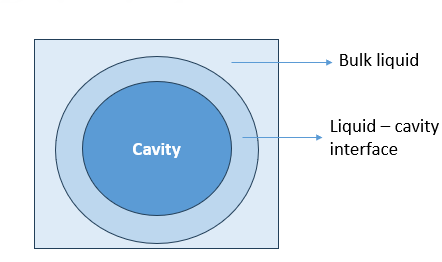 Bulk liquid
Liquid – cavity
interface
Cavity